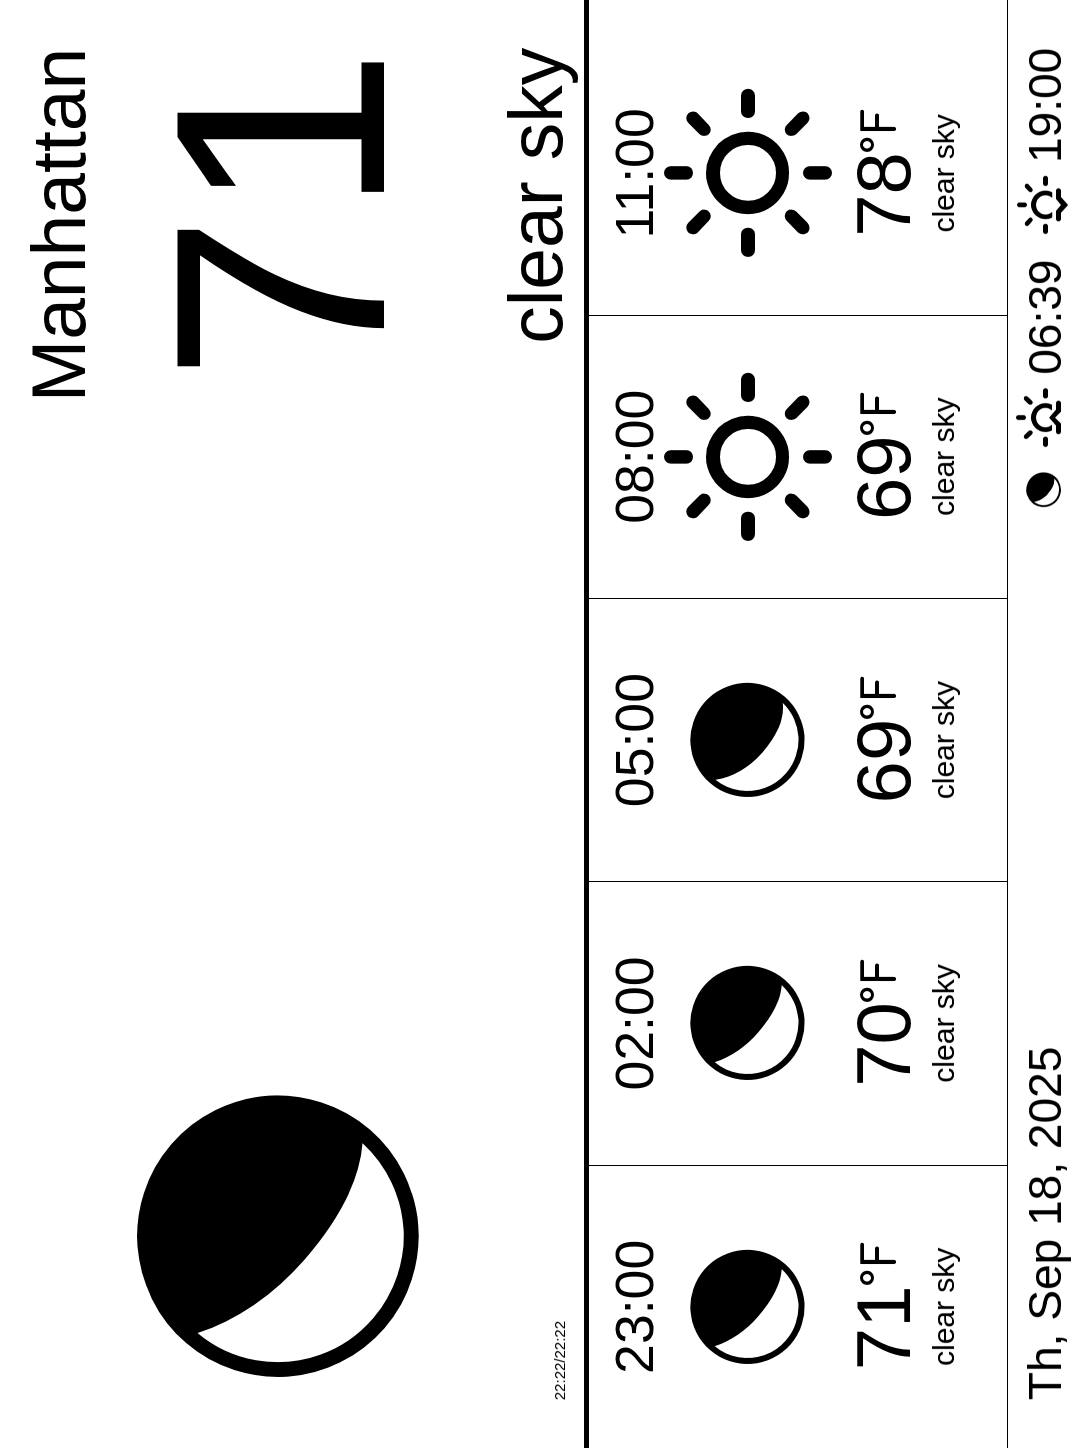 Manhattan
71
clear sky
22:22/22:22
23:00
71°F
clear sky
02:00
70°F
clear sky
05:00
69°F
clear sky
08:00
69°F
clear sky
11:00
78°F
clear sky
Th, Sep 18, 2025
06:39
19:00